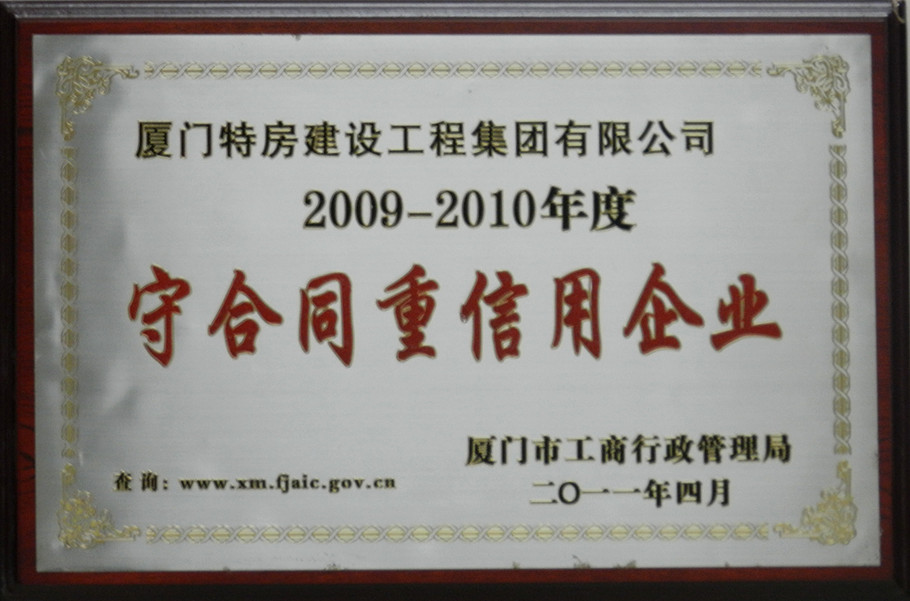 厦门特房建设工程集团有限公司
2009-2010年度
守合同重信用企业
厦门市工商行政管理局
查询：www.xm.fjaic.gov.cn
二〇一一年四月